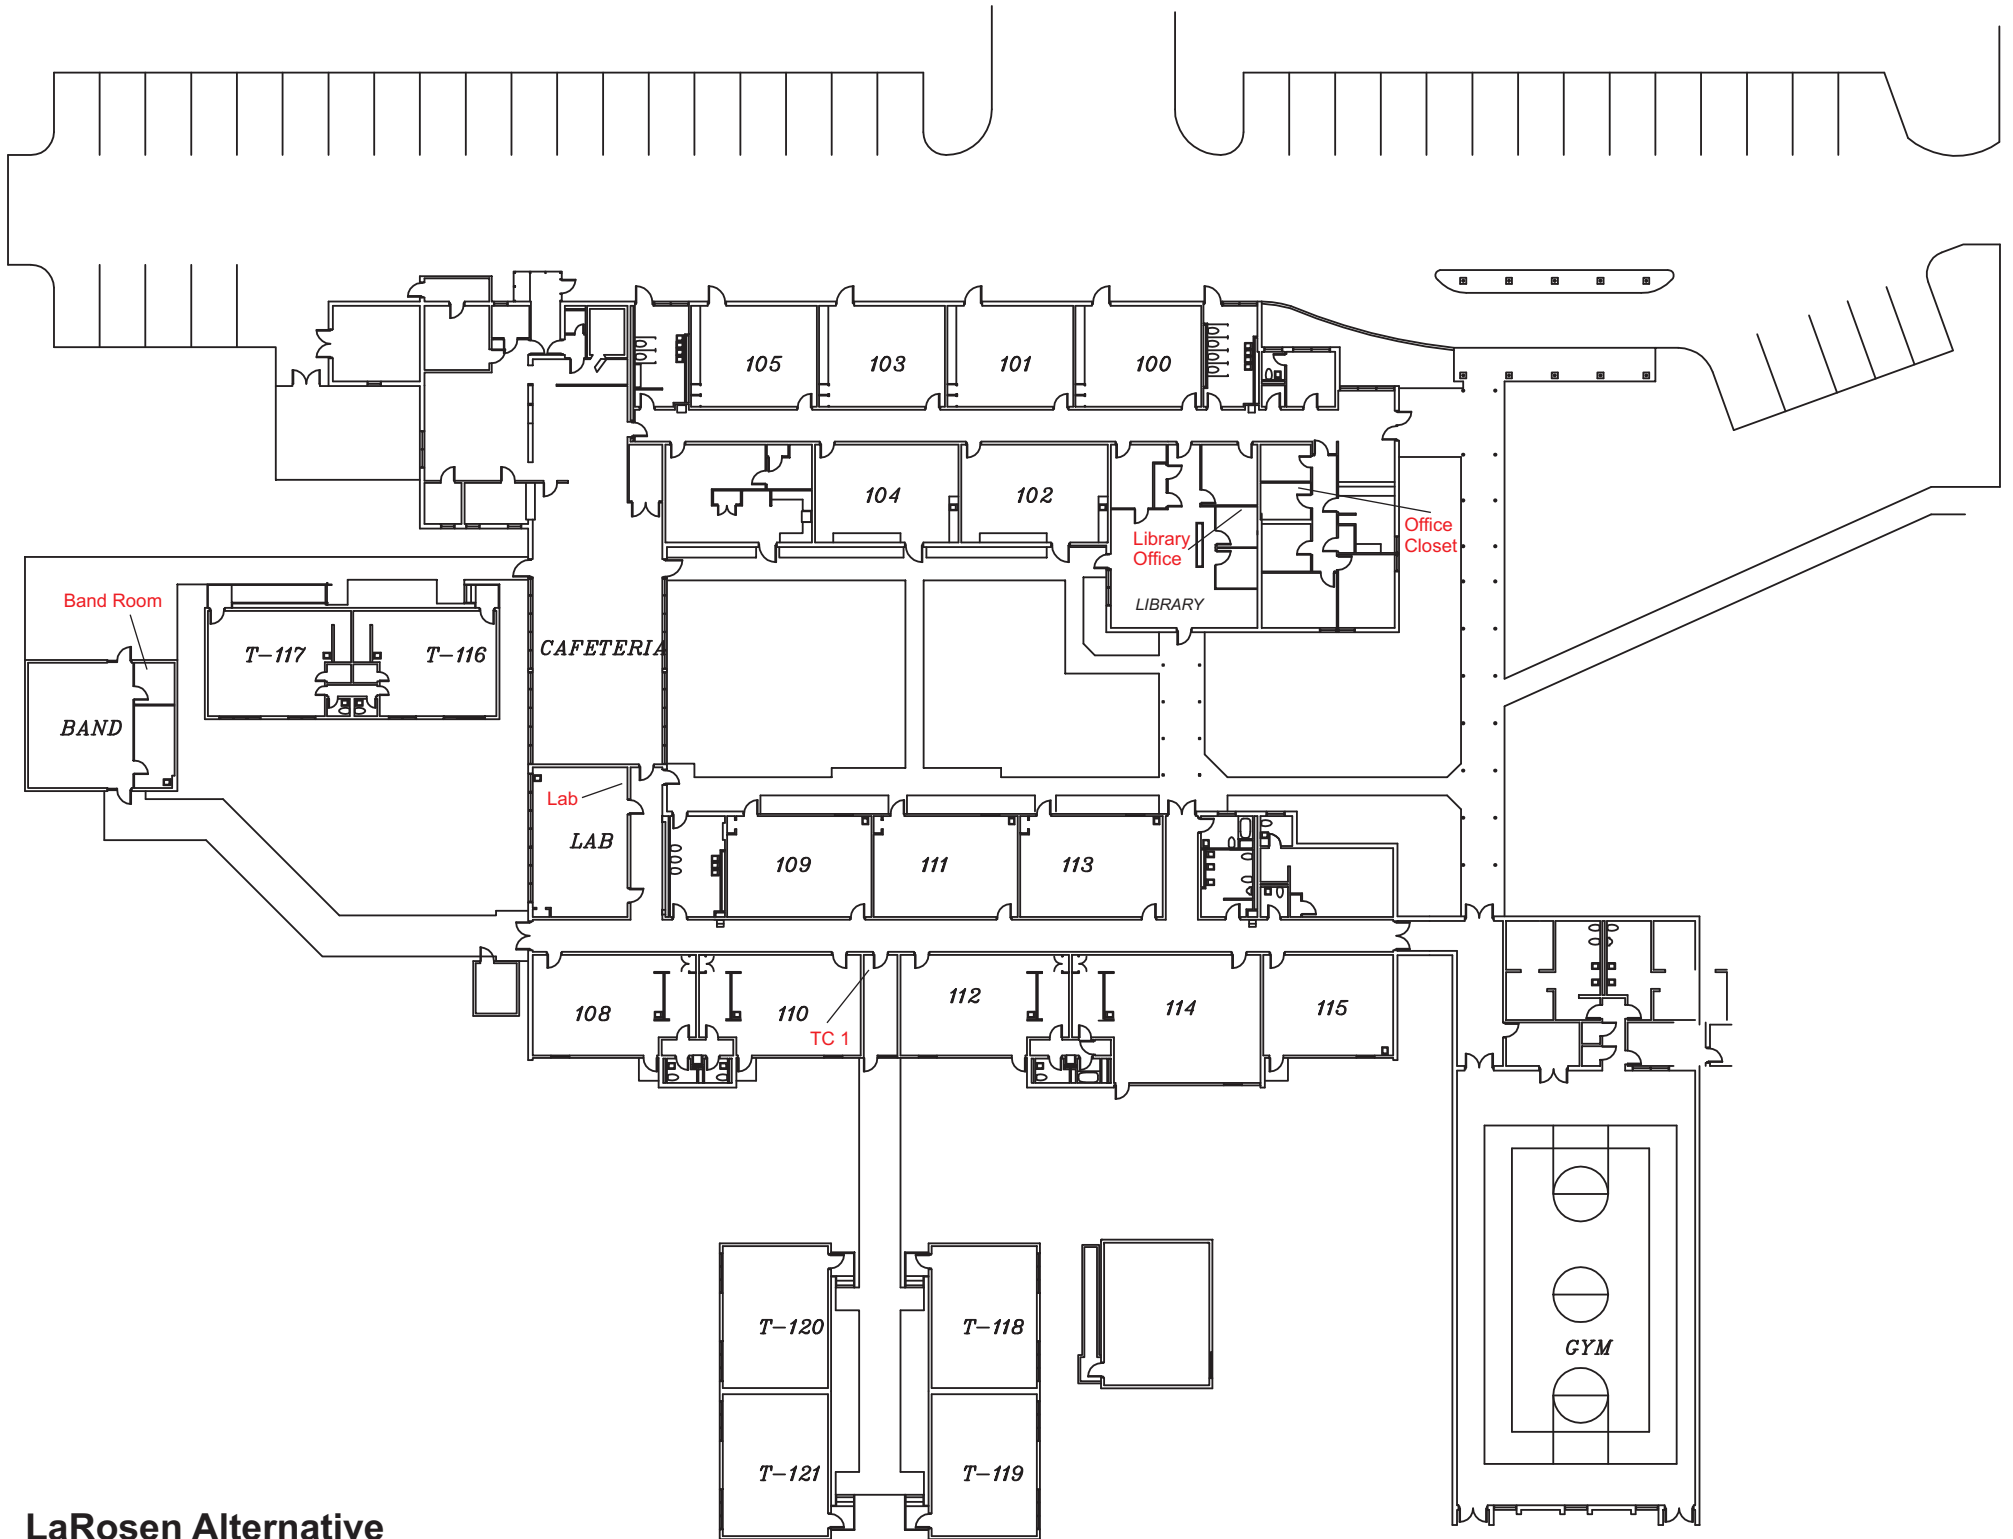 105
103
101
100
104
102
Library
Office
Office
Closet
LIBRARY
Band Room
T-117
T-116
CAFETERIA
BAND
Lab
LAB
109
111
113
108
110
112
114
115
TC 1
T-120
T-118
GYM
T-121
T-119
LaRosen Alternative